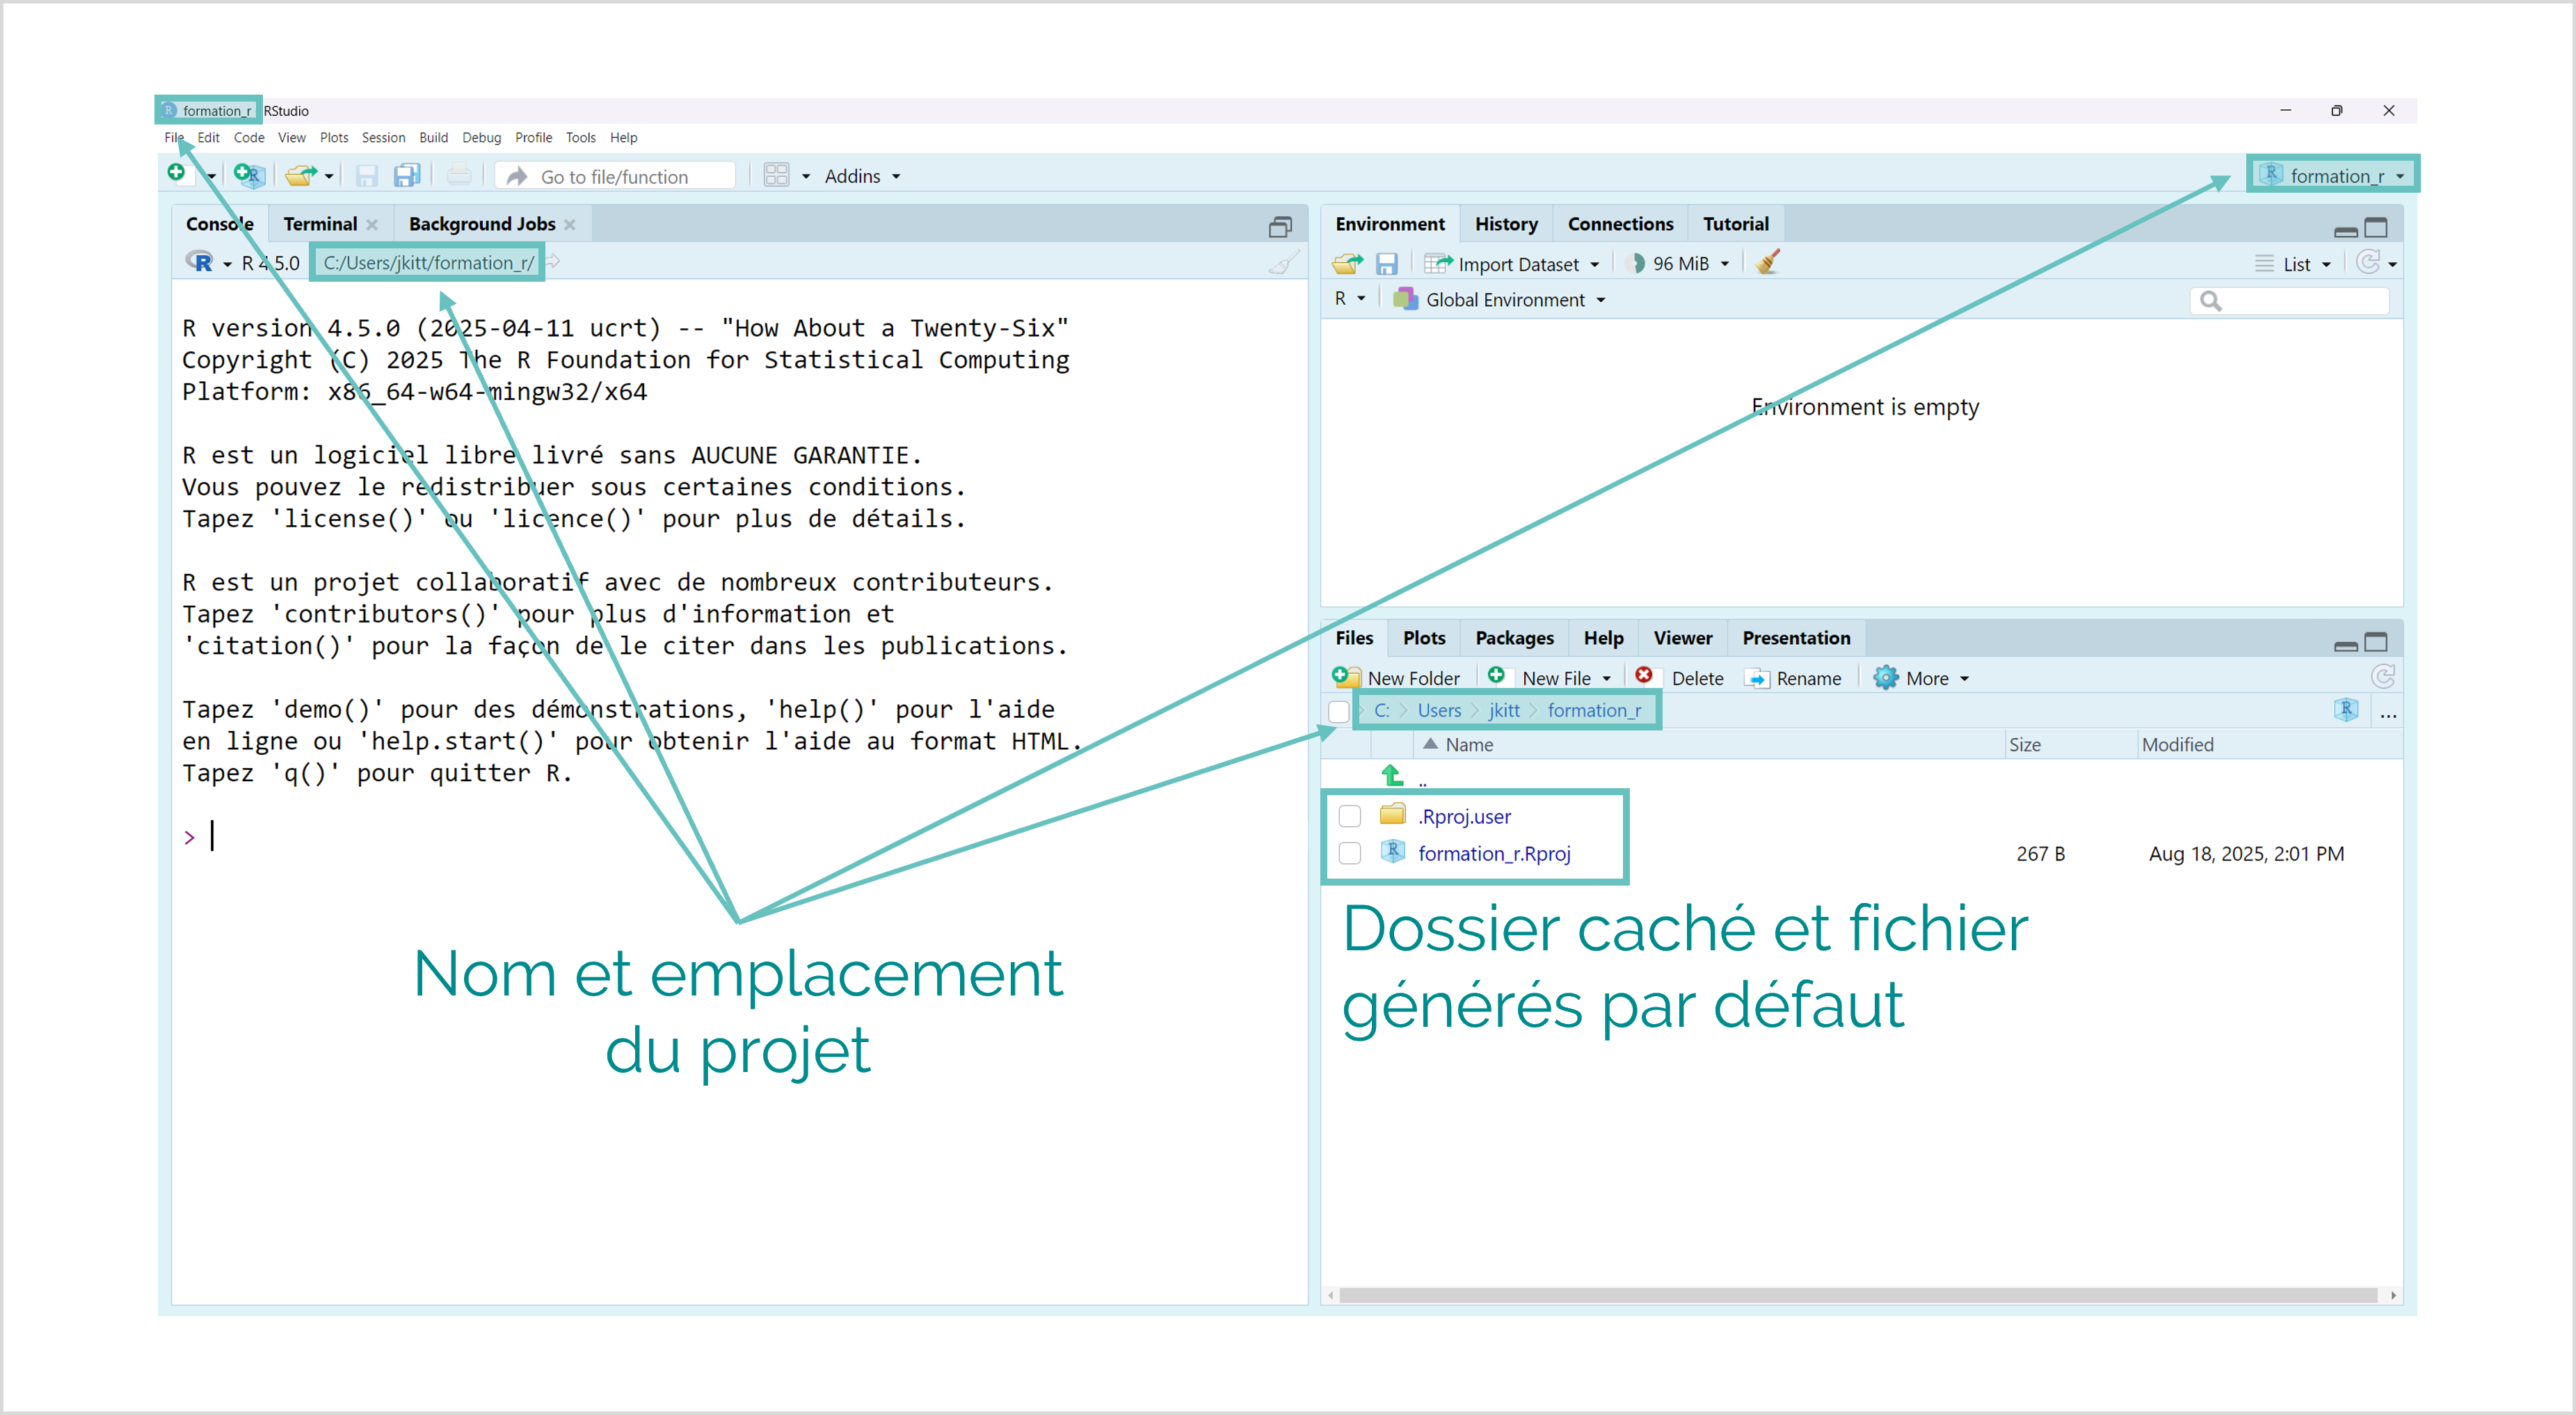 formation_r RStudio
File Edit Code View Plots Session Build Debug Profile Tools Help
Go to file/function Addins formation_r
Console Terminal Background Jobs
R 4.5.0 C:/Users/jkitt/formation_r/
R version 4.5.0 (2025-04-11 ucrt) -- "How About a Twenty-Six"
Copyright (C) 2025 The R Foundation for Statistical Computing
Platform: x86_64-w64-mingw32/x64
R est un logiciel libre livré sans AUCUNE GARANTIE.
Vous pouvez le redistribuer sous certaines conditions.
Tapez 'license()' ou 'licence()' pour plus de détails.
R est un projet collaboratif avec de nombreux contributeurs.
Tapez 'contributors()' pour plus d'information et
'citation()' pour la façon de le citer dans les publications.
Tapez 'demo()' pour des démonstrations, 'help()' pour l'aide
en ligne ou 'help.start()' pour obtenir l'aide au format HTML.
Tapez 'q()' pour quitter R.
>
Nom et emplacement
du projet
Environment History Connections Tutorial
Import Dataset 96 MiB List
R Global Environment
Environment is empty
Files Plots Packages Help Viewer Presentation
New Folder New File Delete Rename More
C: Users jkitt formation_r ...
Name Size Modified
..
.Rproj.user
formation_r.Rproj 267 B Aug 18, 2025, 2:01 PM
Dossier caché et fichier
générés par défaut